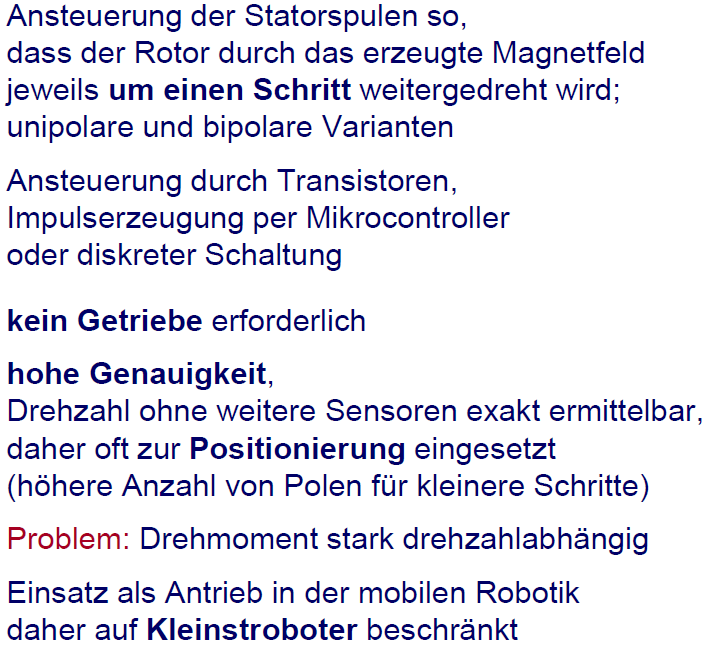 Ansteuerung der Statorspulen so,
dass der Rotor durch das erzeugte Magnetfeld
jeweils um einen Schritt weitergedreht wird;
unipolare und bipolare Varianten
Ansteuerung durch Transistoren,
Impulserzeugung per Mikrocontroller
oder diskreter Schaltung
kein Getriebe erforderlich
hohe Genauigkeit,
Drehzahl ohne weitere Sensoren exakt ermittelbar,
daher oft zur Positionierung eingesetzt
(höhere Anzahl von Polen für kleinere Schritte)
Problem: Drehmoment stark drehzahlabhängig
Einsatz als Antrieb in der mobilen Robotik
daher auf Kleinstroboter beschränkt